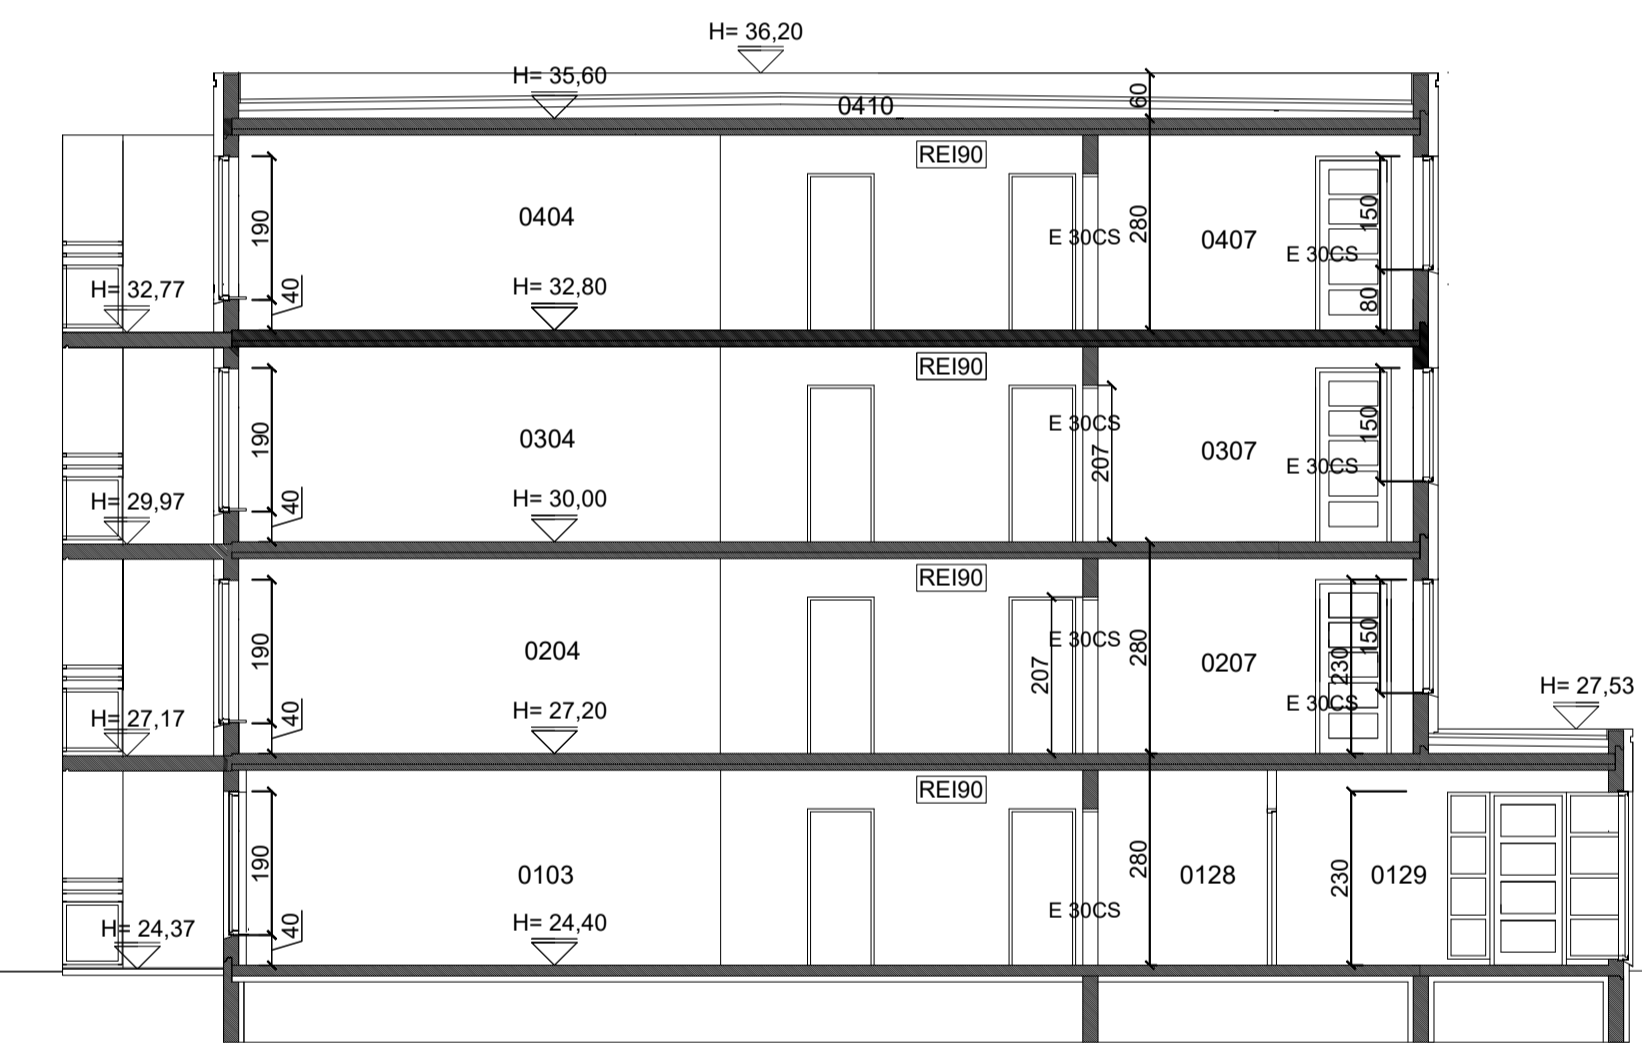 H= 36,20
H= 35,60
0410
60
REI90
190
0404
280
E 30CS
0407
E 30CS
150
H= 32,77
40
H= 32,80
80
REI90
190
0304
E 30CS
207
0307
150
E 30CS
H= 29,97
40
H= 30,00
REI90
190
0204
207
E 30CS
280
0207
230
150
E 30CS
H= 27,53
H= 27,17
40
H= 27,20
REI90
190
0103
280
0128
230
0129
E 30CS
H= 24,37
40
H= 24,40